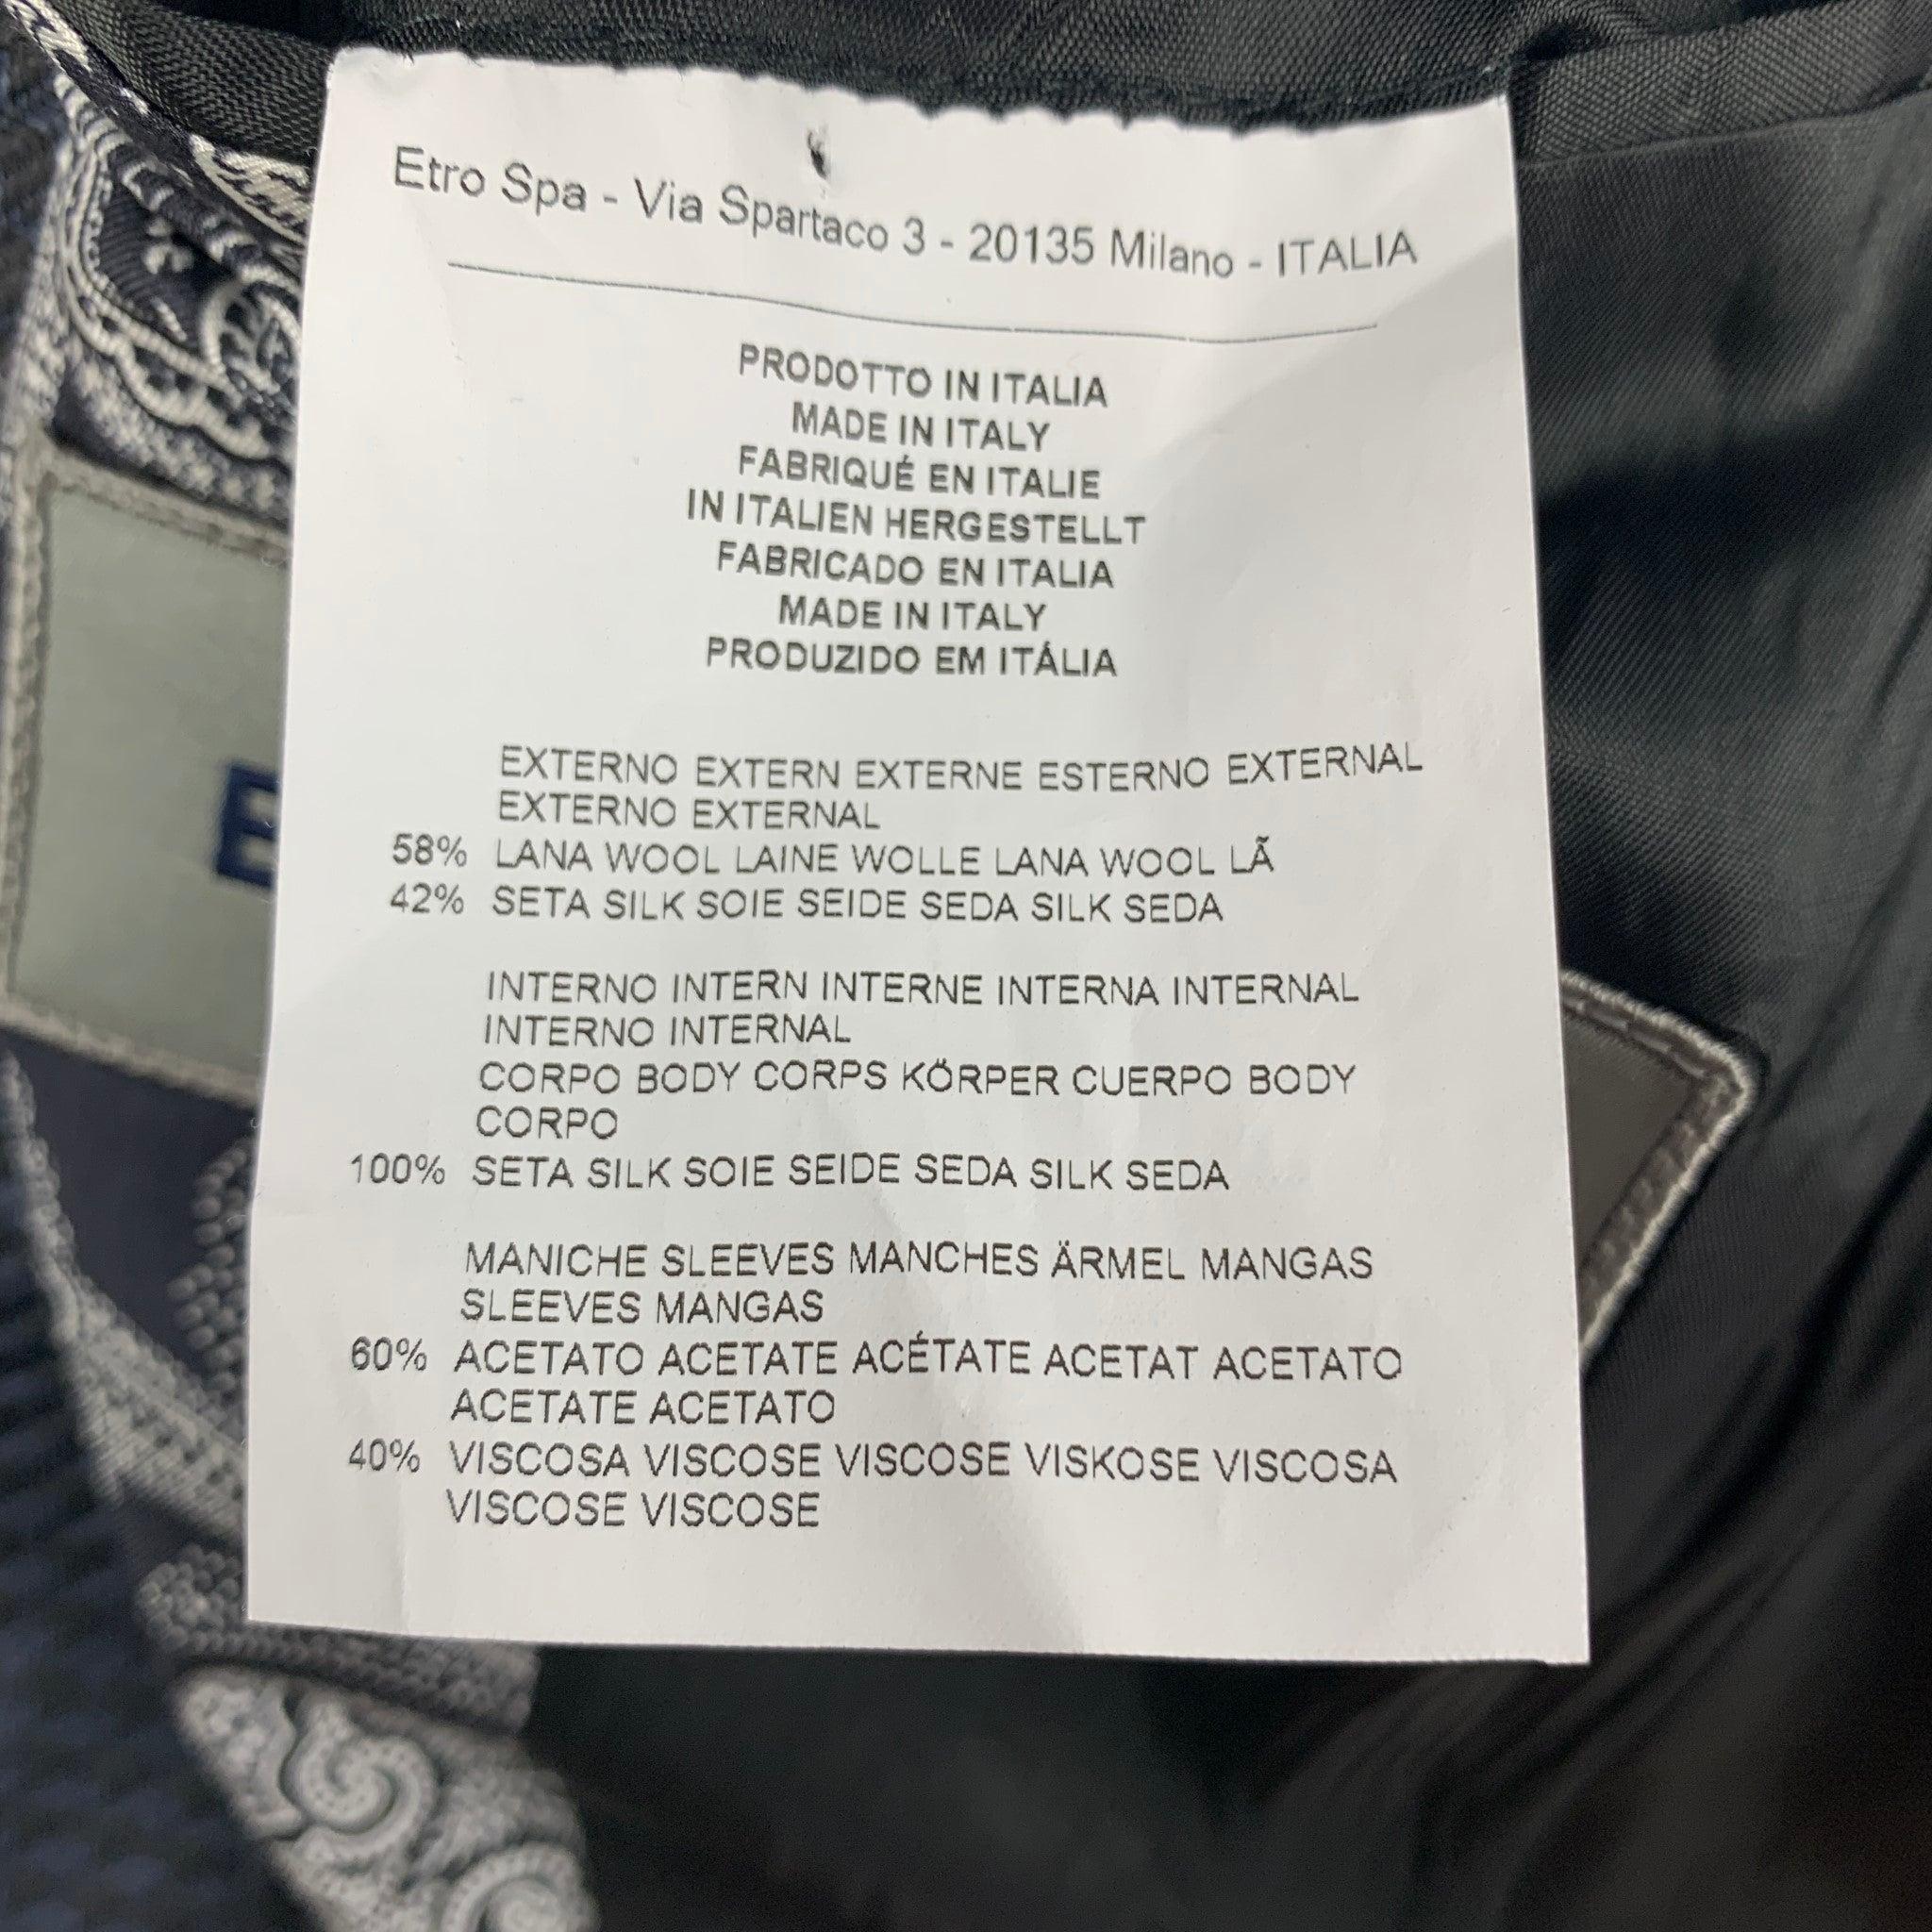 Etro Spa - Via Spartaco 3 - 20135 Milano - ITALIA
PRODOTTO IN ITALIA
MADE IN ITALY
FABRIQUÉ EN ITALIE
IN ITALIEN HERGESTELLT
FABRICADO EN ITALIA
MADE IN ITALY
PRODUZIDO EM ITÁLIA
EXTERNO EXTERN EXTERNE ESTERNO EXTERNAL
EXTERNO EXTERNAL
58% LANA WOOL LAINE WOLLE LANA WOOL LÃ
42% SETA SILK SOIE SEIDE SEDA SILK SEDA
INTERNO INTERN INTERNE INTERNA INTERNAL
INTERNO INTERNAL
CORPO BODY CORPS KÖRPER CUERPO BODY
CORPO
100% SETA SILK SOIE SEIDE SEDA SILK SEDA
MANICHE SLEEVES MANCHES ÄRMEL MANGAS
SLEEVES MANGAS
60% ACETATO ACETATE ACÉTATE ACETAT ACETATO
ACETATE ACETATO
40% VISCOSA VISCOSE VISCOSE VISKOSE VISCOSA
VISCOSE VISCOSE